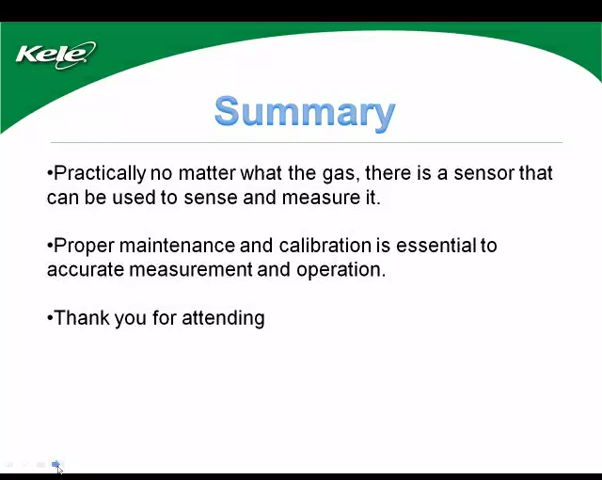 Kele
Summary
•Practically no matter what the gas, there is a sensor that
can be used to sense and measure it.
•Proper maintenance and calibration is essential to
accurate measurement and operation.
•Thank you for attending